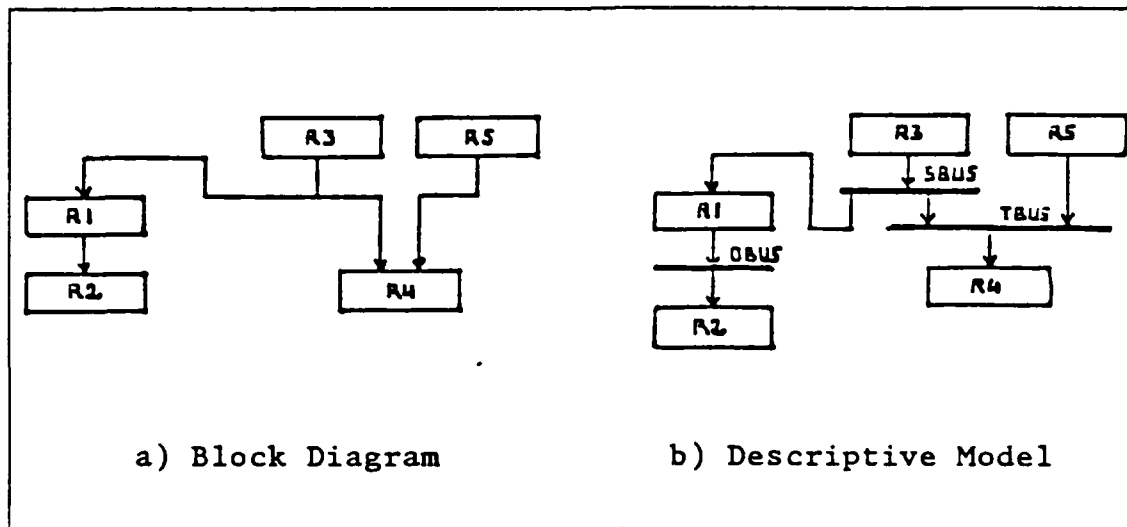 R3
R5
R1
R2
R4
a) Block Diagram
R3
R5
SBUS
R1
TBUS
OBUS
R4
R2
b) Descriptive Model